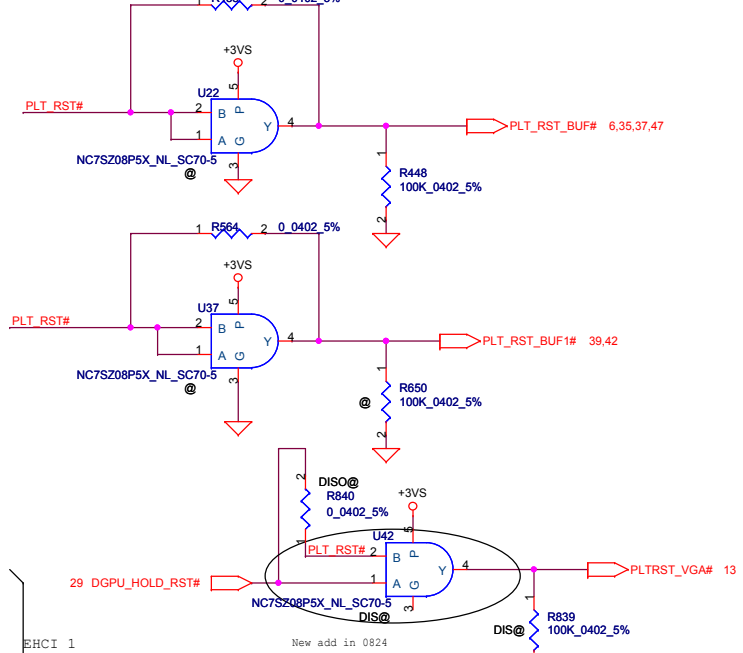 1 2
+3VS
5
U22
PLT_RST#
2 B P
Y 4
PLT_RST_BUF# 6,35,37,47
1 A G
NC7SZ08P5X_NL_SC70-5
3
@
1
R448
100K_0402_5%
2
1 R564 2 0_0402_5%
+3VS
5
U37
PLT_RST#
2 B P
Y 4
PLT_RST_BUF1# 39,42
1 A G
NC7SZ08P5X_NL_SC70-5
3
@
1
R650
@ 100K_0402_5%
2
2
DISO@
R840
0_0402_5%
1
+3VS
5
U42
PLT_RST# 2 B P
Y 4
PLTRST_VGA# 13
29 DGPU_HOLD_RST#
1 A G
NC7SZ08P5X_NL_SC70-5
3
DIS@
1
R839
DIS@ 100K_0402_5%
EHCI 1
New add in 0824